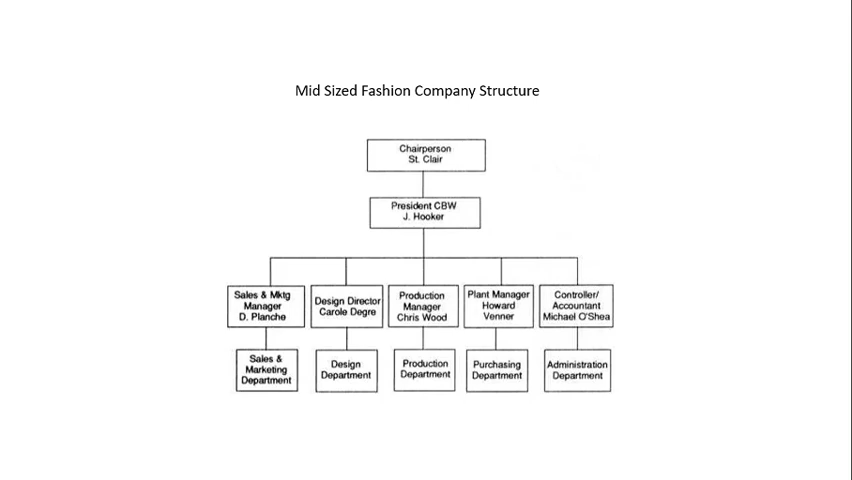 Mid Sized Fashion Company Structure
Chairperson
St. Clair
President CBW
J. Hooker
Sales & Mktg
Manager
D. Planche
Design Director
Carole Degre
Production
Manager
Chris Wood
Plant Manager
Howard
Venner
Controller/
Accountant
Michael O'Shea
Sales &
Marketing
Department
Design
Department
Production
Department
Purchasing
Department
Administration
Department